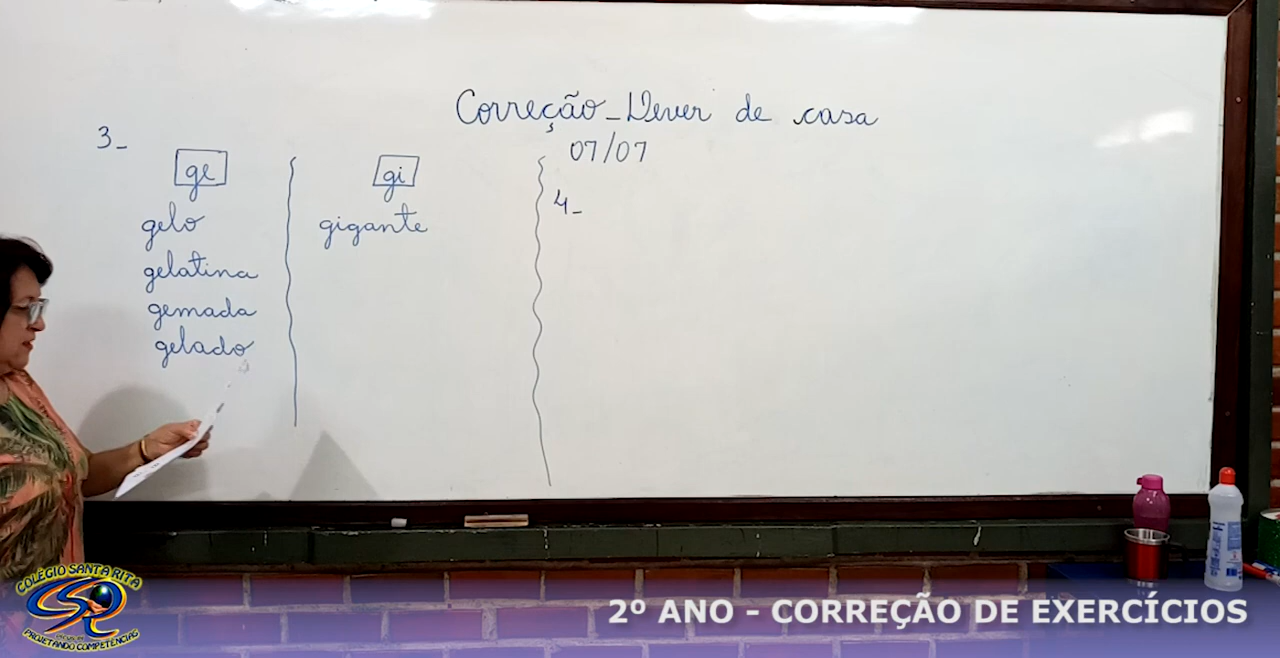 Correção_Dever de casa
07/07
3_
ge
gelo
gelatina
gemada
gelado
gi
gigante
4_
COLÉGIO SANTA RITA
CSR
PROJETANDO COMPETÊNCIAS
2º ANO - CORREÇÃO DE EXERCÍCIOS